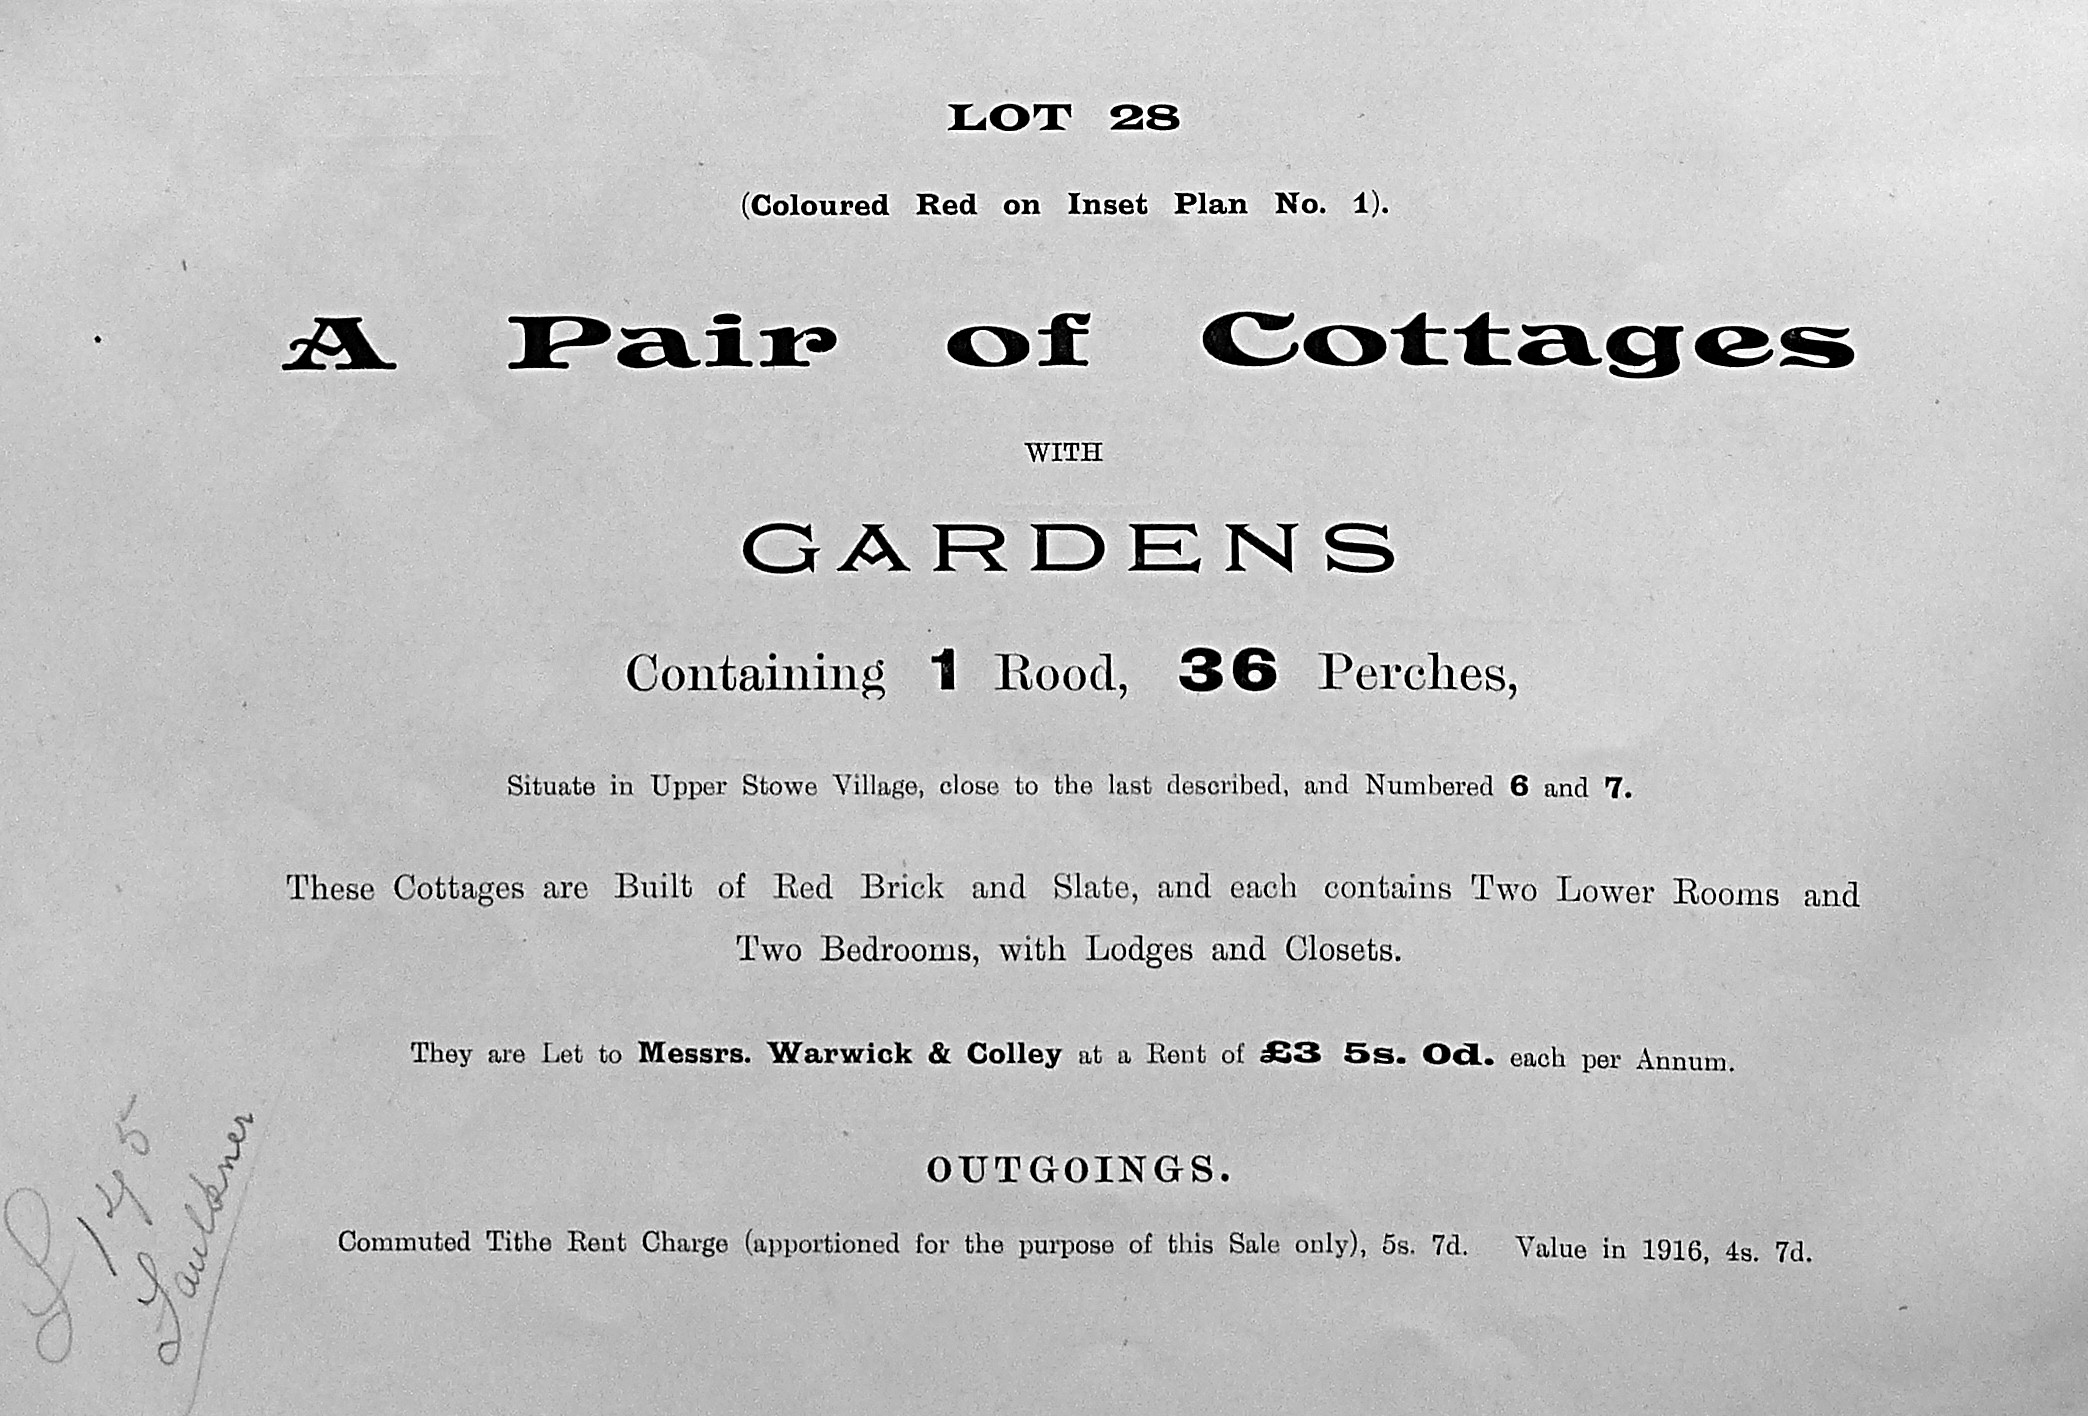 LOT 28
(Coloured Red on Inset Plan No. 1).
A Pair of Cottages
WITH
GARDENS
Containing 1 Rood, 36 Perches,
Situate in Upper Stowe Village, close to the last described, and Numbered 6 and 7.
These Cottages are Built of Red Brick and Slate, and each contains Two Lower Rooms and
Two Bedrooms, with Lodges and Closets.
They are Let to Messrs. Warwick & Colley at a Rent of £3 5s. 0d. each per Annum.
OUTGOINGS.
Commuted Tithe Rent Charge (apportioned for the purpose of this Sale only), 5s. 7d. Value in 1916, 4s. 7d.
Faulkner